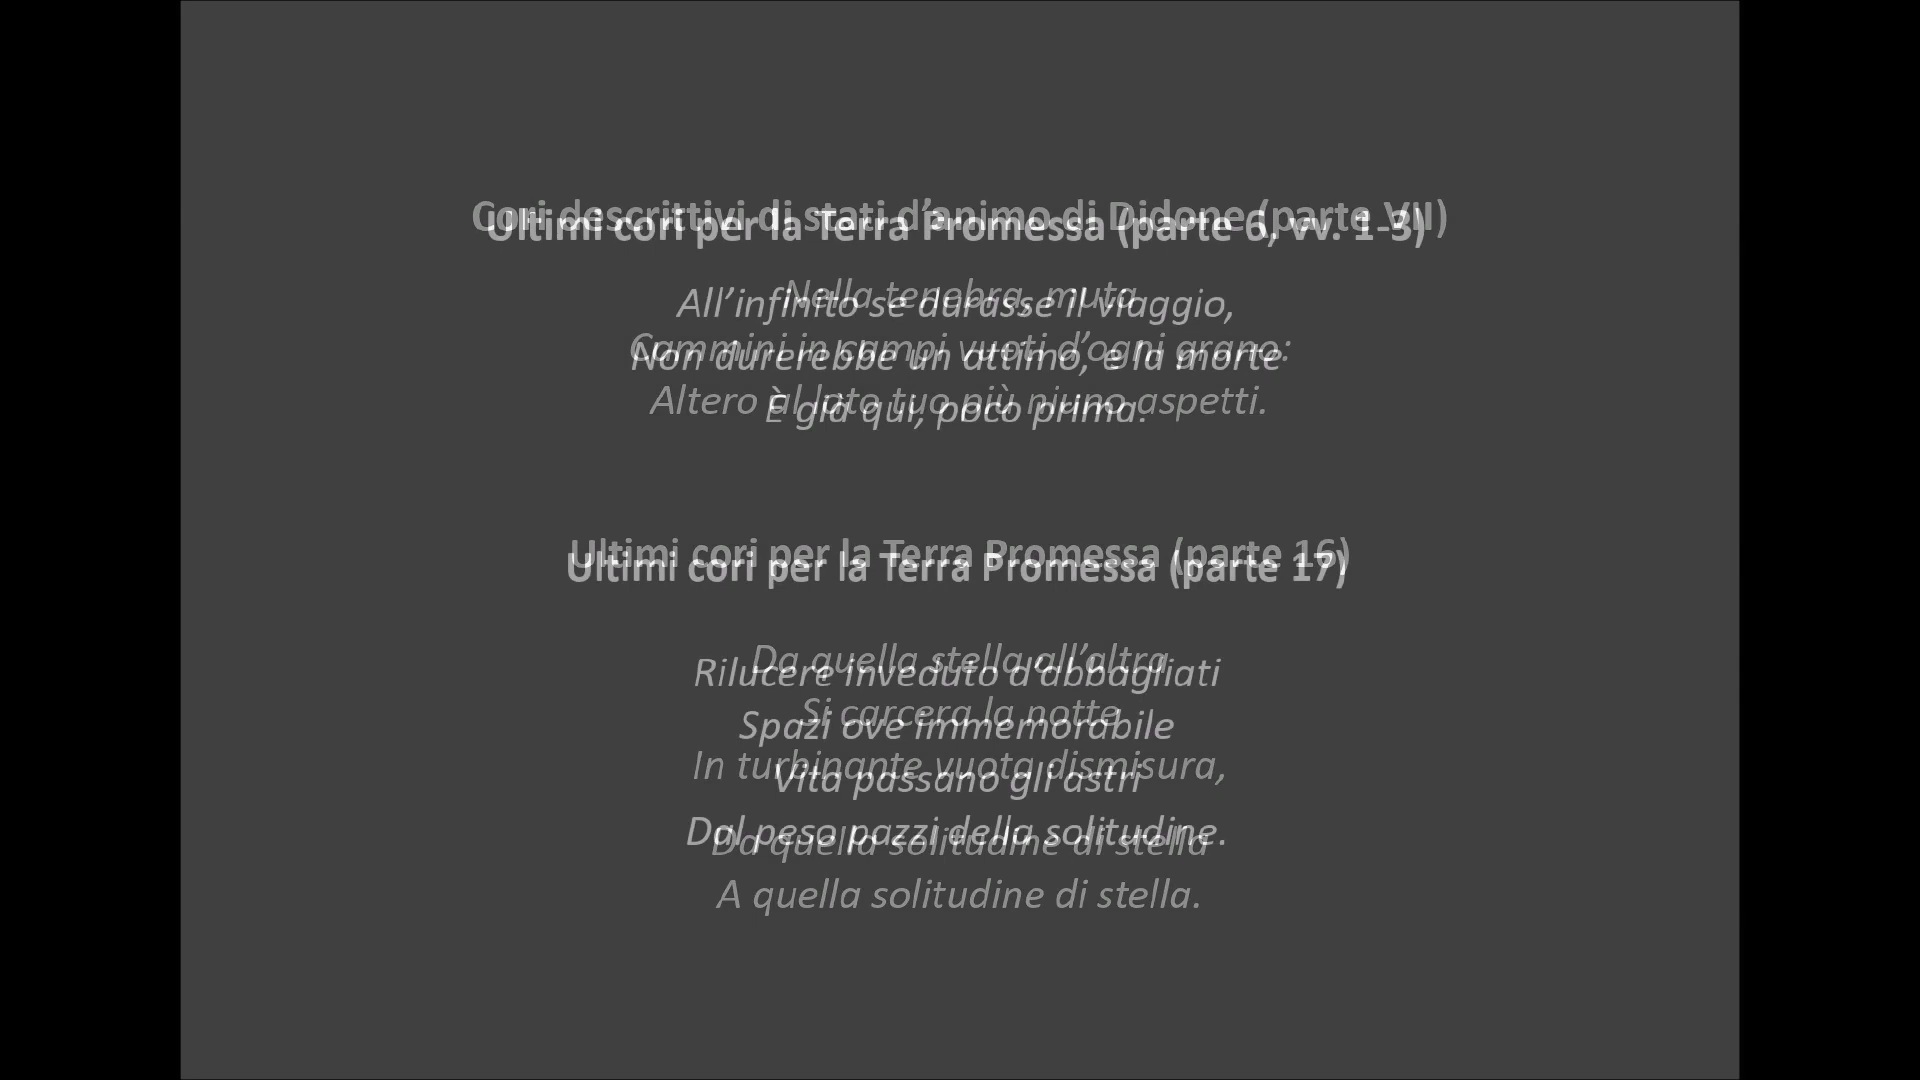 Cori descrittivi di stati d’animo di Didone (parte VII)
Nella tenebra, muta
Cammini in campi vuoti d’ogni grano:
Altero al lato tuo più niuno aspetti.
Ultimi cori per la Terra Promessa (parte 16)
Da quella stella all’altra
Si carcera la notte
In turbinante vuota dismisura,
Da quella solitudine di stella
A quella solitudine di stella.
Ultimi cori per la Terra Promessa (parte 6, vv. 1-3)
All’infinito se durasse il viaggio,
Non durerebbe un attimo, e la morte
È già qui, poco prima.
Ultimi cori per la Terra Promessa (parte 17)
Rilucere inveduto d’abbagliati
Spazi ove immemorabile
Vita passano gli astri
Dal peso pazzi della solitudine.